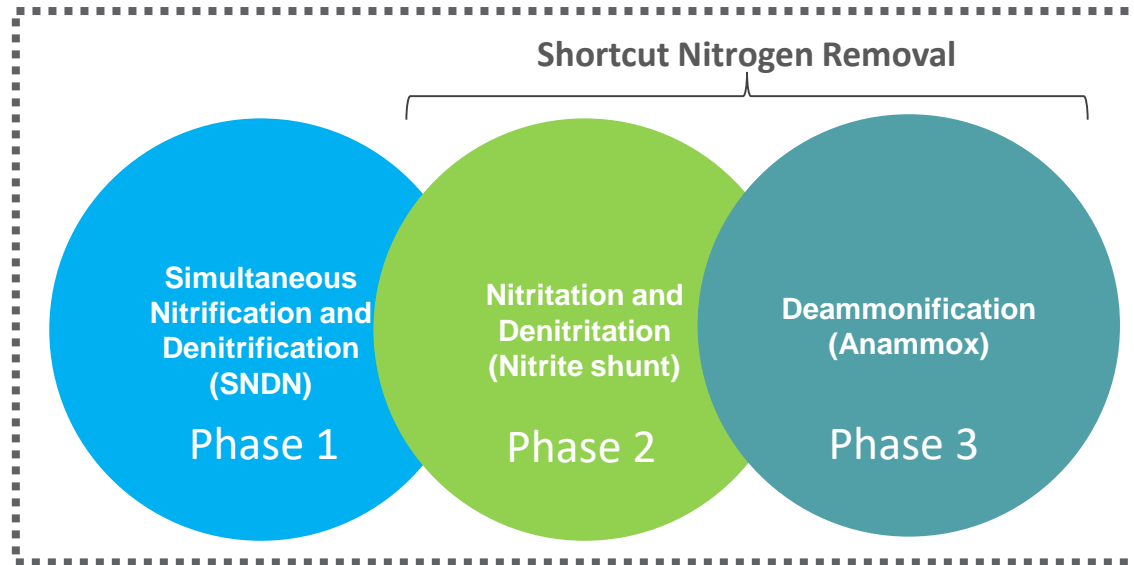 Shortcut Nitrogen Removal
Simultaneous
Nitrification and
Denitrification
(SNDN)
Phase 1
Nitritation and
Denitritation
(Nitrite shunt)
Phase 2
Deammonification
(Anammox)
Phase 3